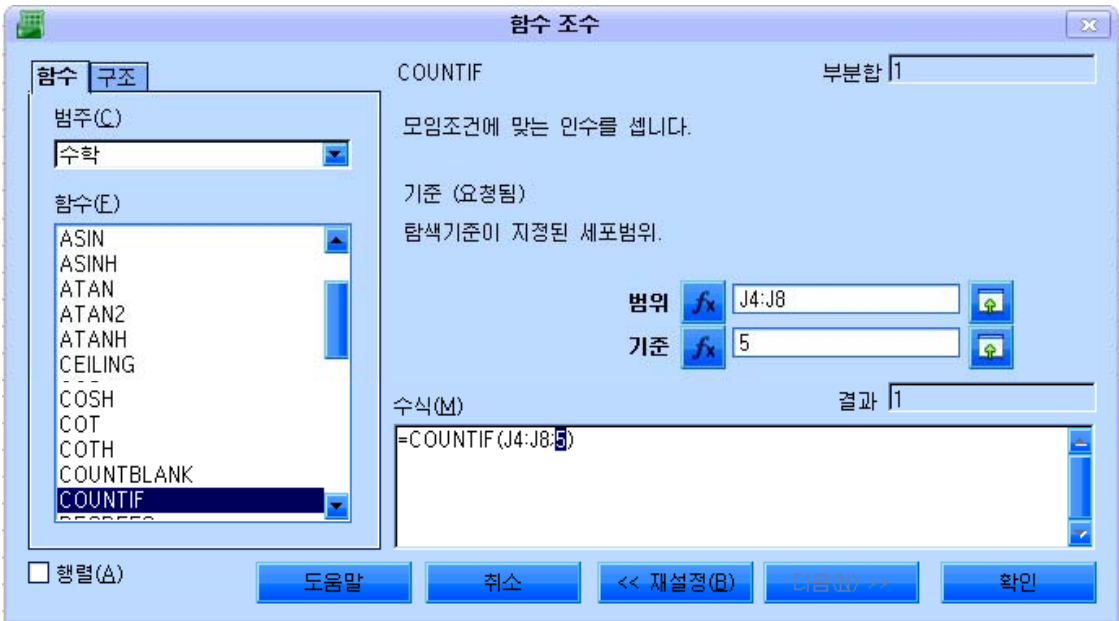 함수 조수
함수 구조
범주(C)
수학
함수(F)
ASIN
ASINH
ATAN
ATAN2
ATANH
CEILING
COSH
COT
COTH
COUNTBLANK
COUNTIF
행렬(A)
COUNTIF
부분합 1
모임조건에 맞는 인수를 셉니다.
기준 (요청됨)
탐색기준이 지정된 세포범위.
범위 fx J4:J8
기준 fx 5
수식(M)
결과 1
=COUNTIF(J4:J8;5)
도움말
취소
<< 재설정(B)
다음(N) >>
확인